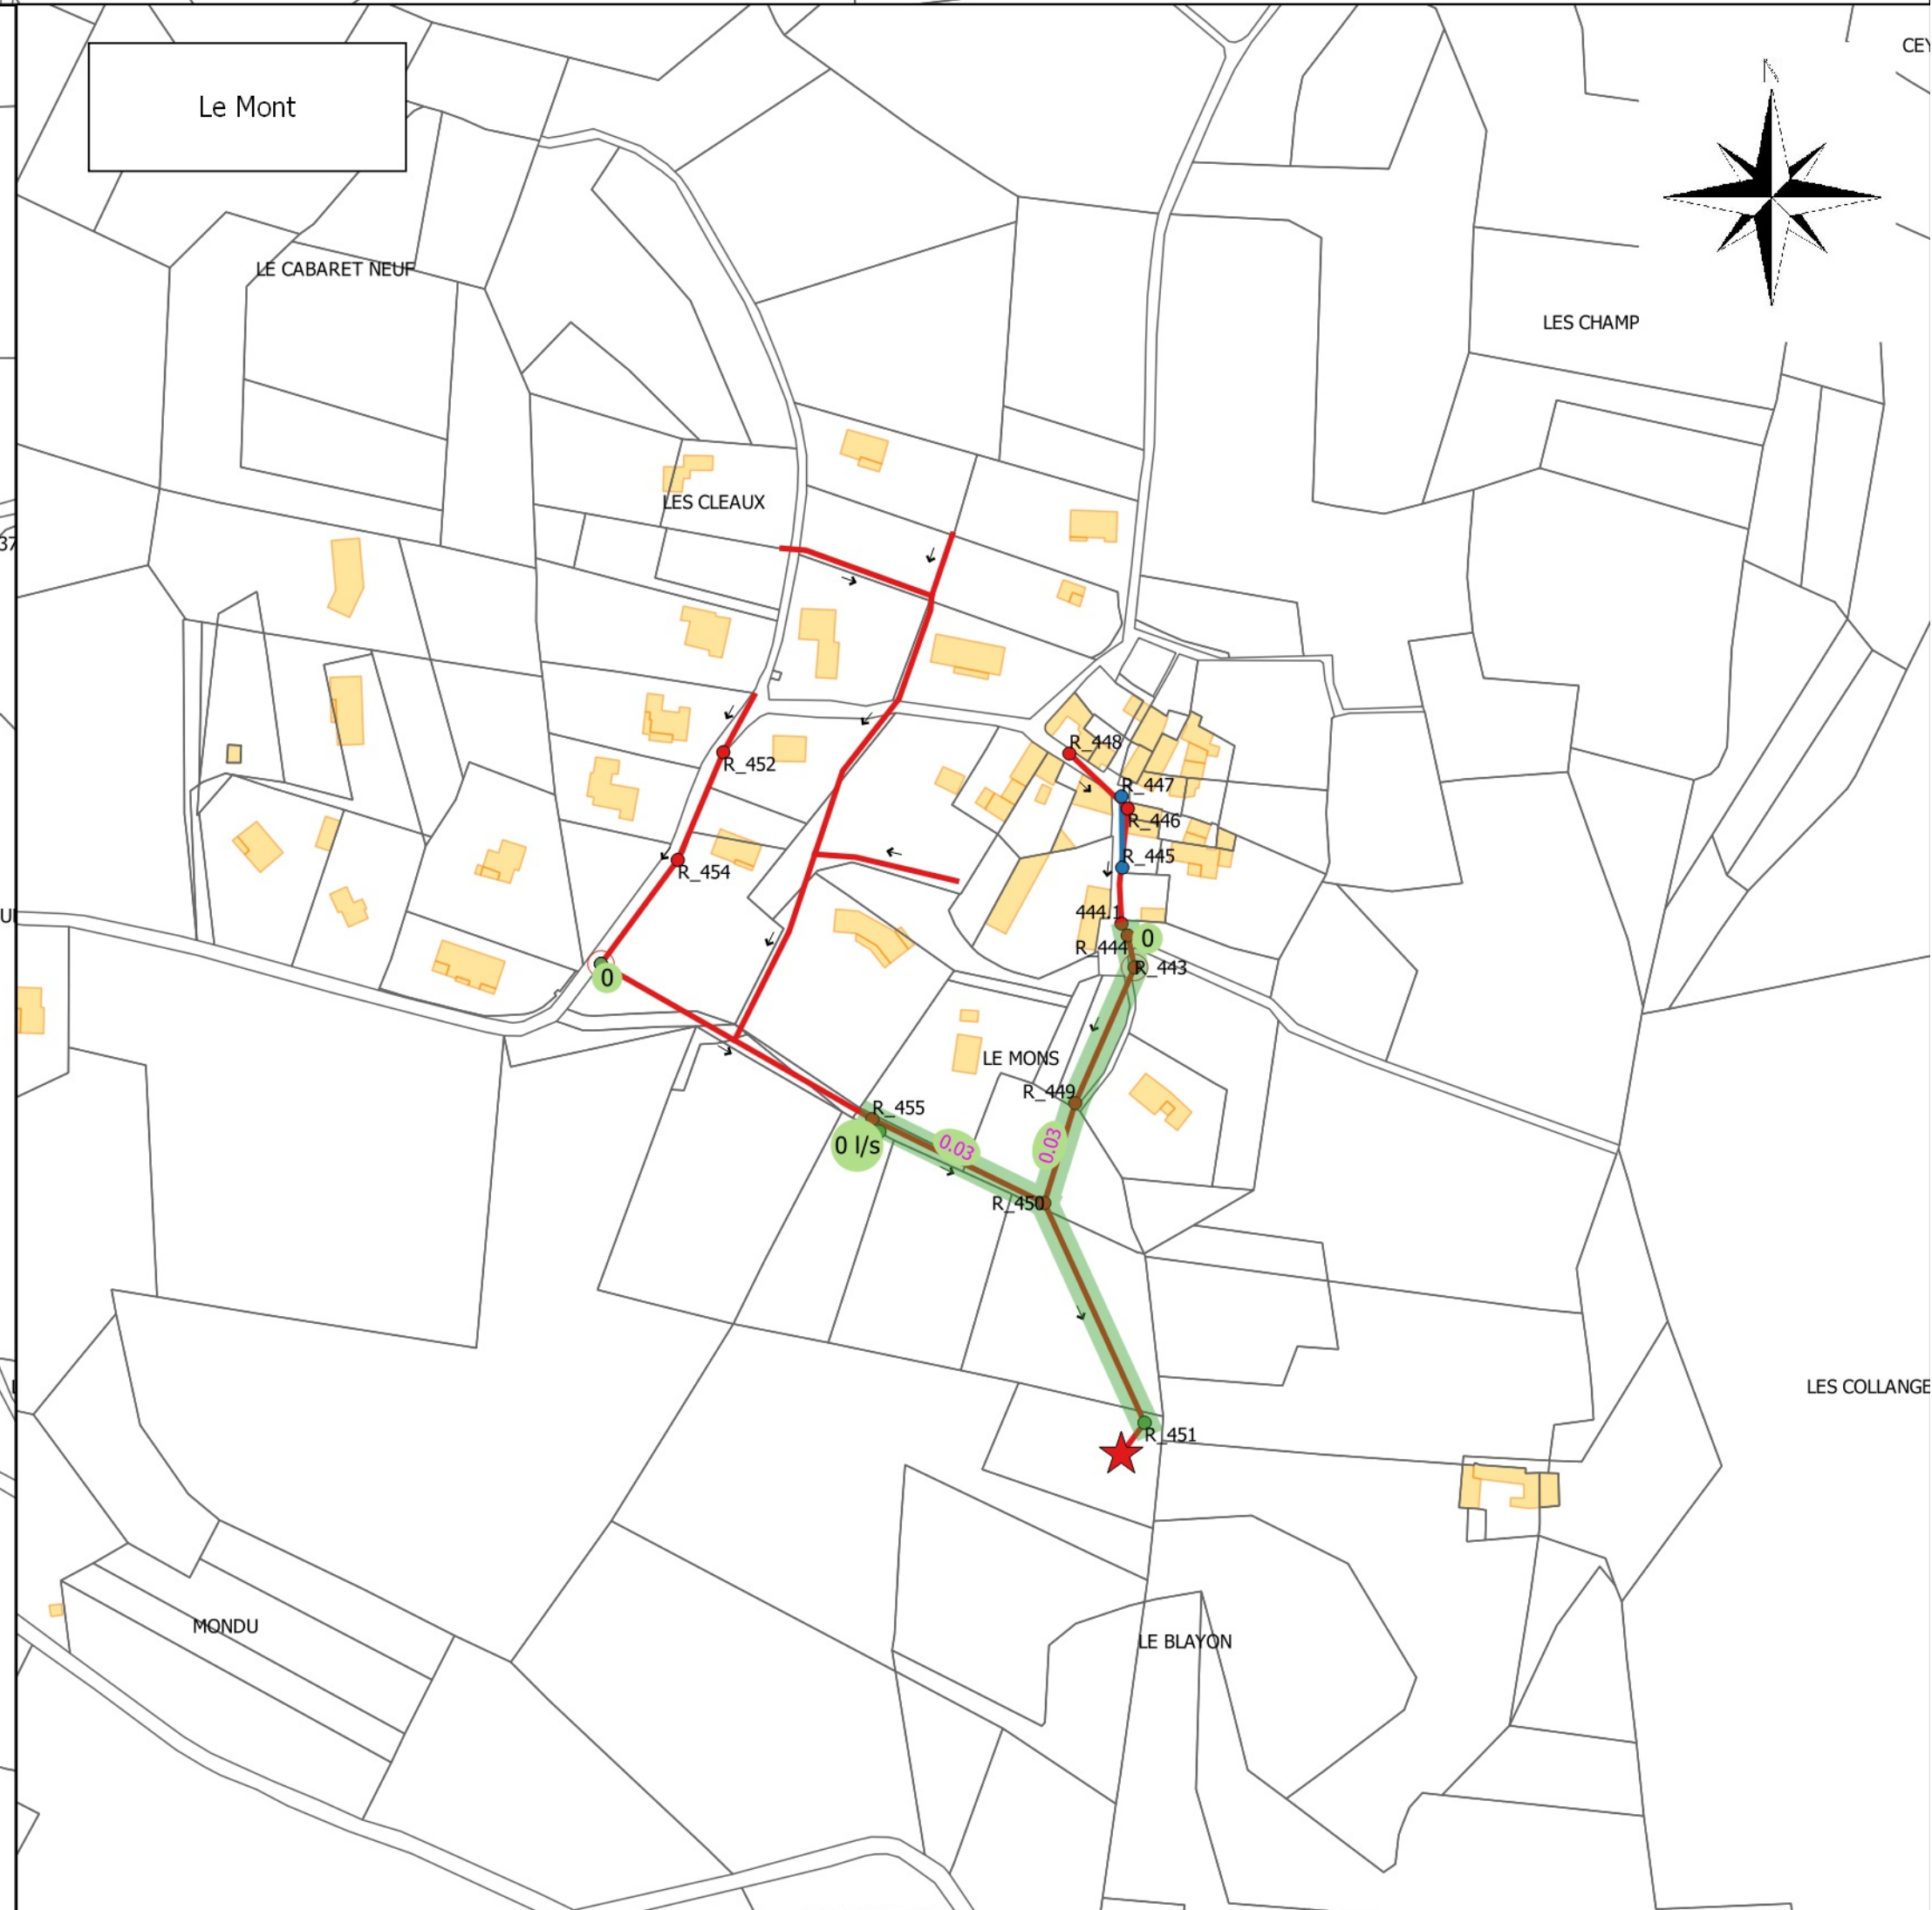 Le Mont
N
LE CABARET NEUF
LES CHAMP
LES CLEAUX
37
R_448
R_452
R_447
R_446
R_445
R_454
444.1
R_444
0
R_443
0
LE MONS
R_449
R_455
0 l/s
0.03
0.03
R_450
LES COLLANGE
R_451
MONDU
LE BLAYON